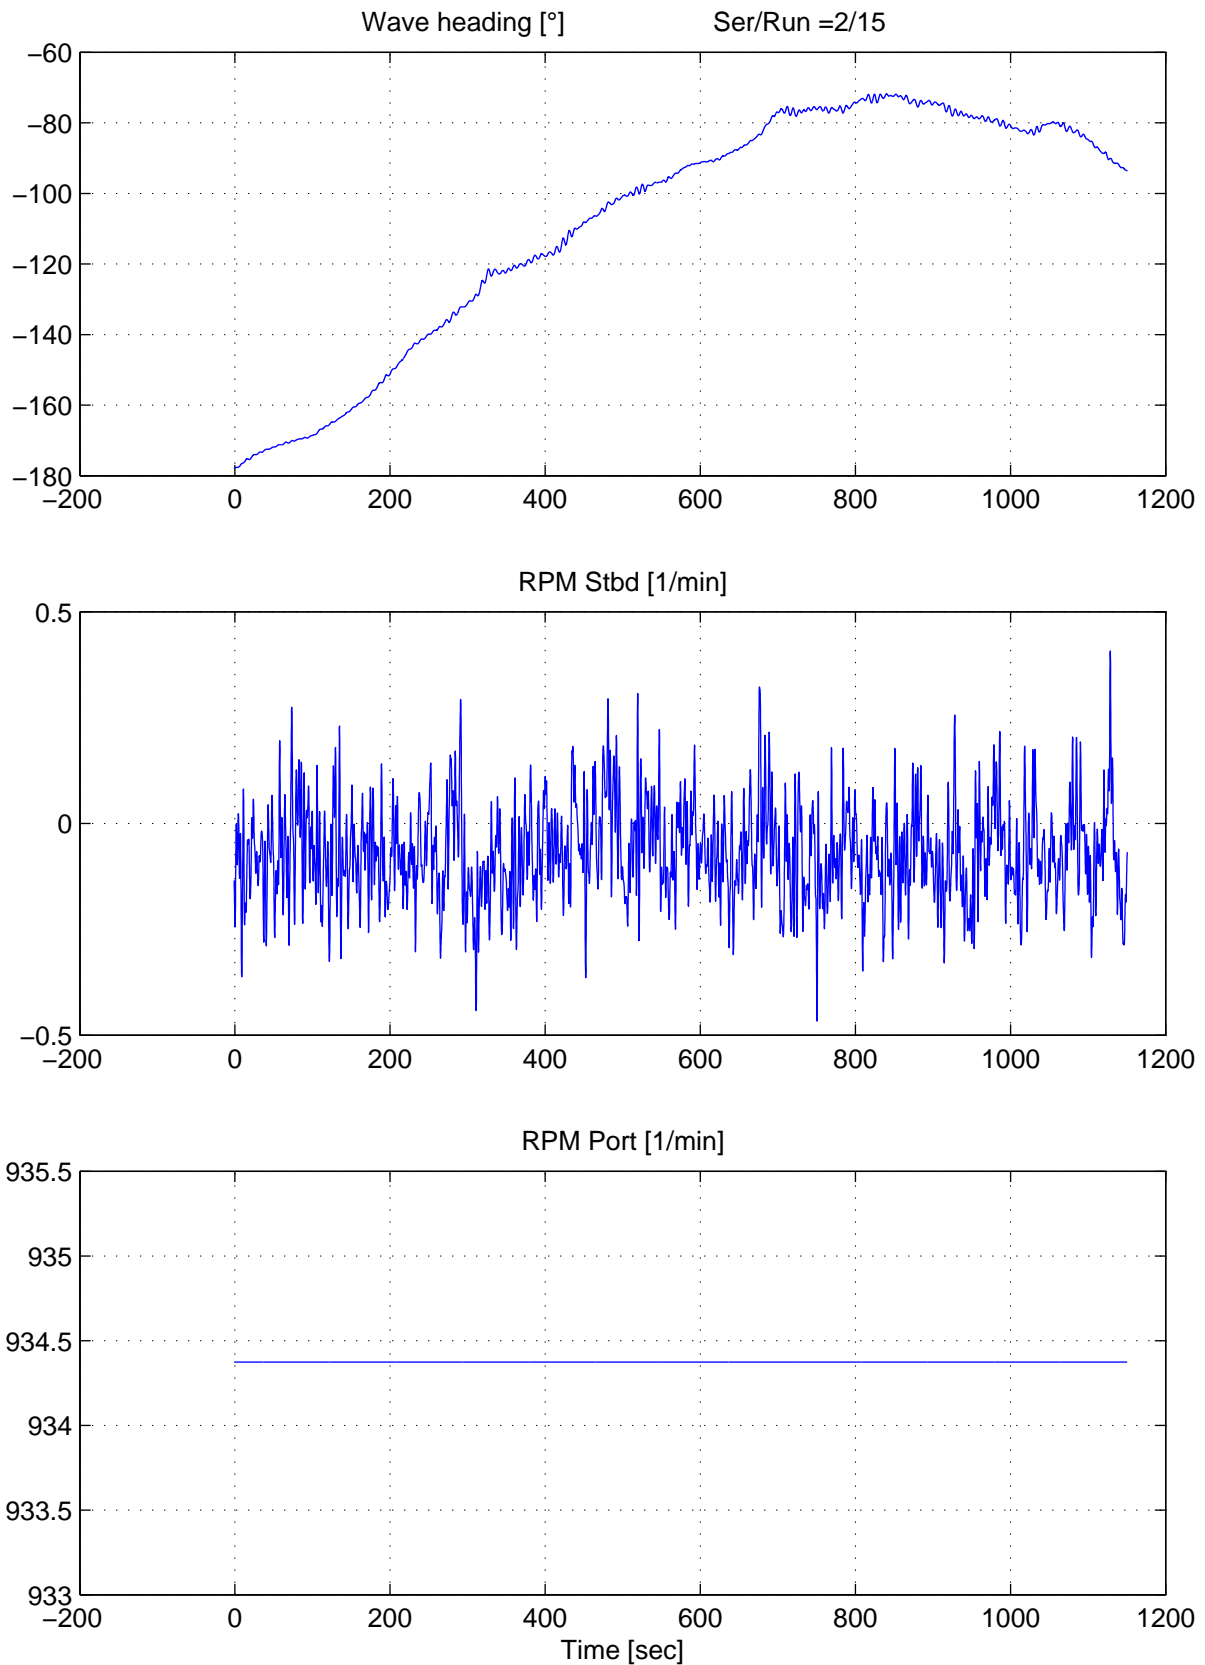 Wave heading [°] Ser/Run =2/15
−60
−80
−100
−120
−140
−160
−180
−200 0 200 400 600 800 1000 1200
RPM Stbd [1/min]
0.5
0
−0.5
−200 0 200 400 600 800 1000 1200
RPM Port [1/min]
935.5
935
934.5
934
933.5
933
−200 0 200 400 600 800 1000 1200
Time [sec]